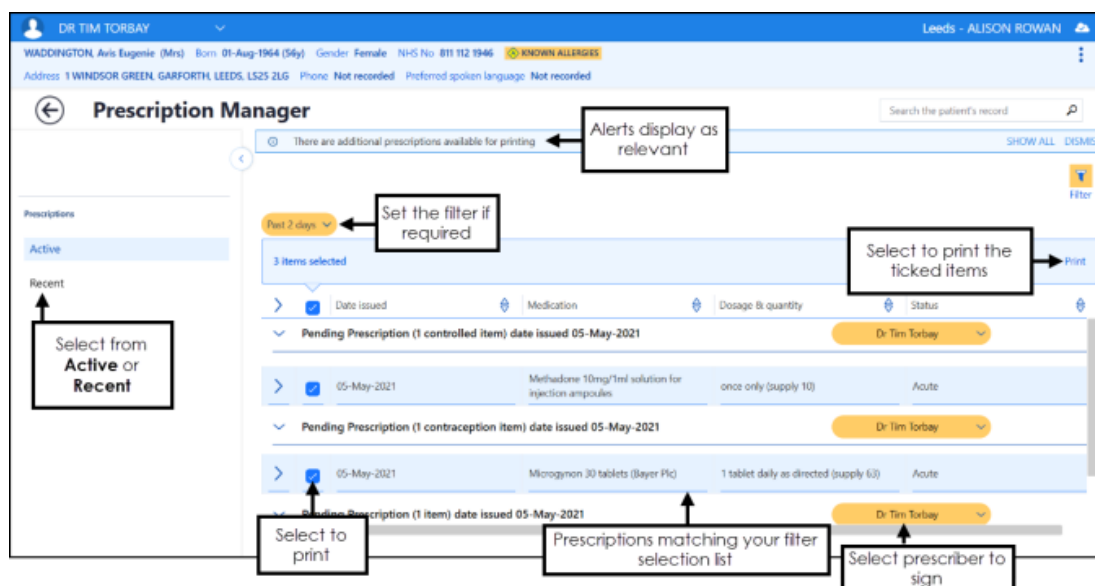 DR TIM TORBAY
Leeds - ALISON ROWAN
WADDINGTON, Avis Eugenie (Mrs) Born 01-Aug-1964 (56y) Gender Female NHS No 811 112 1946 KNOWN ALLERGIES
Address 1 WINDSOR GREEN, GARFORTH, LEEDS, LS25 2LG Phone Not recorded Preferred spoken language Not recorded
Prescription Manager
Search the patient's record
There are additional prescriptions available for printing
Alerts display as
relevant
SHOW ALL DISMIS
Filter
Prescriptions
Active
Recent
Select from
Active or
Recent
Past 2 days
Set the filter if
required
3 items selected
Select to print the
ticked items
Print
Date issued Medication Dosage & quantity Status
Pending Prescription (1 controlled item) date issued 05-May-2021 Dr Tim Torbay
05-May-2021 Methadone 10mg/1ml solution for
injection ampoules once only (supply 10) Acute
Pending Prescription (1 contraception item) date issued 05-May-2021 Dr Tim Torbay
05-May-2021 Microgynon 30 tablets (Bayer Plc) 1 tablet daily as directed (supply 63) Acute
Pending Prescription (1 item) date issued 05-May-2021 Dr Tim Torbay
Select to
print
Prescriptions matching your filter
selection list
Select prescriber to
sign